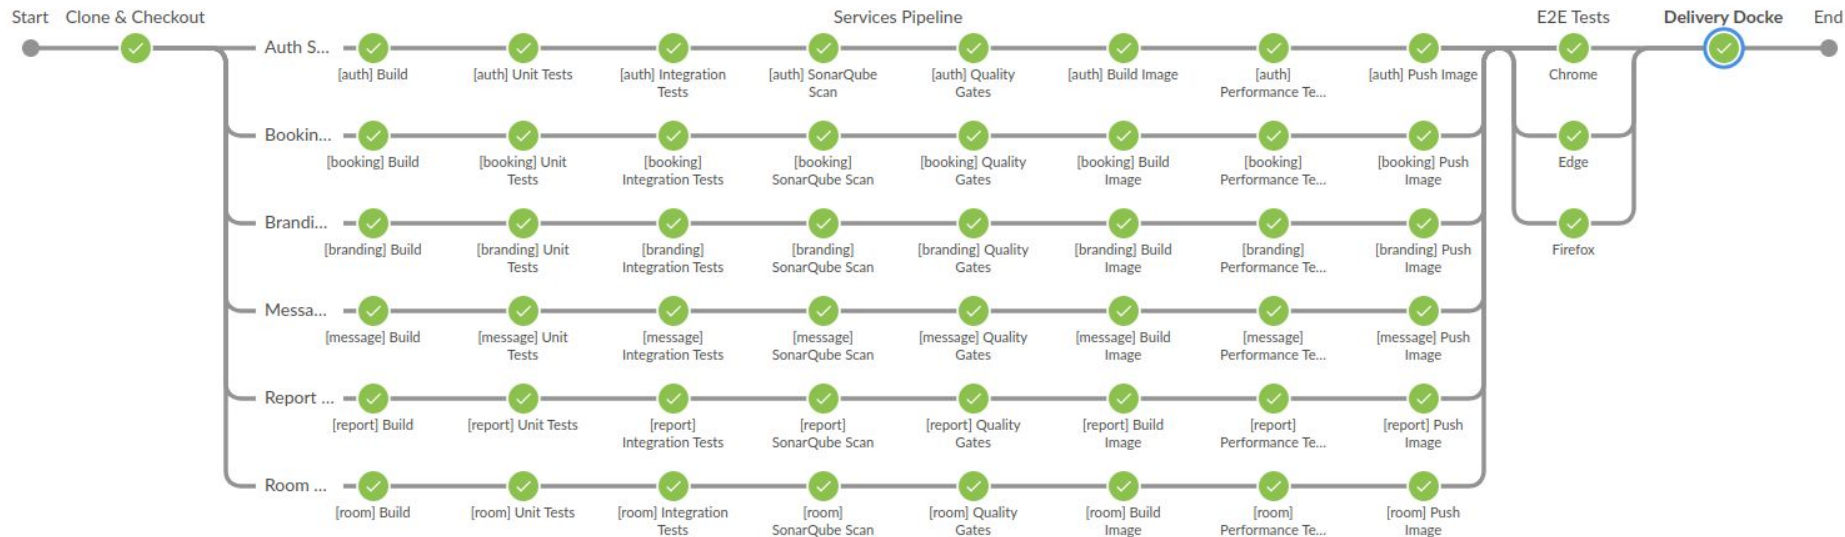 Start Clone & Checkout Services Pipeline E2E Tests Delivery Docke End
Auth S...
[auth] Build [auth] Unit Tests [auth] Integration [auth] SonarQube [auth] Quality [auth] Build Image [auth] [auth] Push Image Chrome
Tests Scan Gates Performance Te...
Bookin...
[booking] Build [booking] Unit [booking] [booking] [booking] Quality [booking] Build [booking] [booking] Push Edge
Tests Integration Tests SonarQube Scan Gates Image Performance Te... Image
Brandi...
[branding] Build [branding] Unit [branding] [branding] [branding] Quality [branding] Build [branding] [branding] Push Firefox
Tests Integration Tests SonarQube Scan Gates Image Performance Te... Image
Messa...
[message] Build [message] Unit [message] [message] [message] Quality [message] Build [message] [message] Push
Tests Integration Tests SonarQube Scan Gates Image Performance Te... Image
Report ...
[report] Build [report] Unit Tests [report] [report] [report] Quality [report] Build [report] [report] Push
Integration Tests SonarQube Scan Gates Image Performance Te... Image
Room ...
[room] Build [room] Unit Tests [room] Integration [room] [room] Quality [room] Build [room] [room] Push
Tests SonarQube Scan Gates Image Performance Te... Image